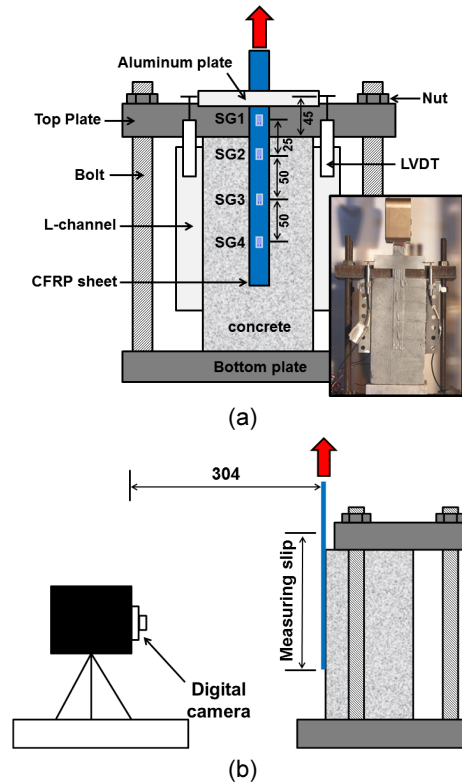 Aluminum plate
Nut
Top Plate
SG1
45
25
SG2
LVDT
Bolt
50
SG3
L-channel
50
SG4
CFRP sheet
concrete
Bottom plate
(a)
304
Measuring slip
Digital
camera
(b)